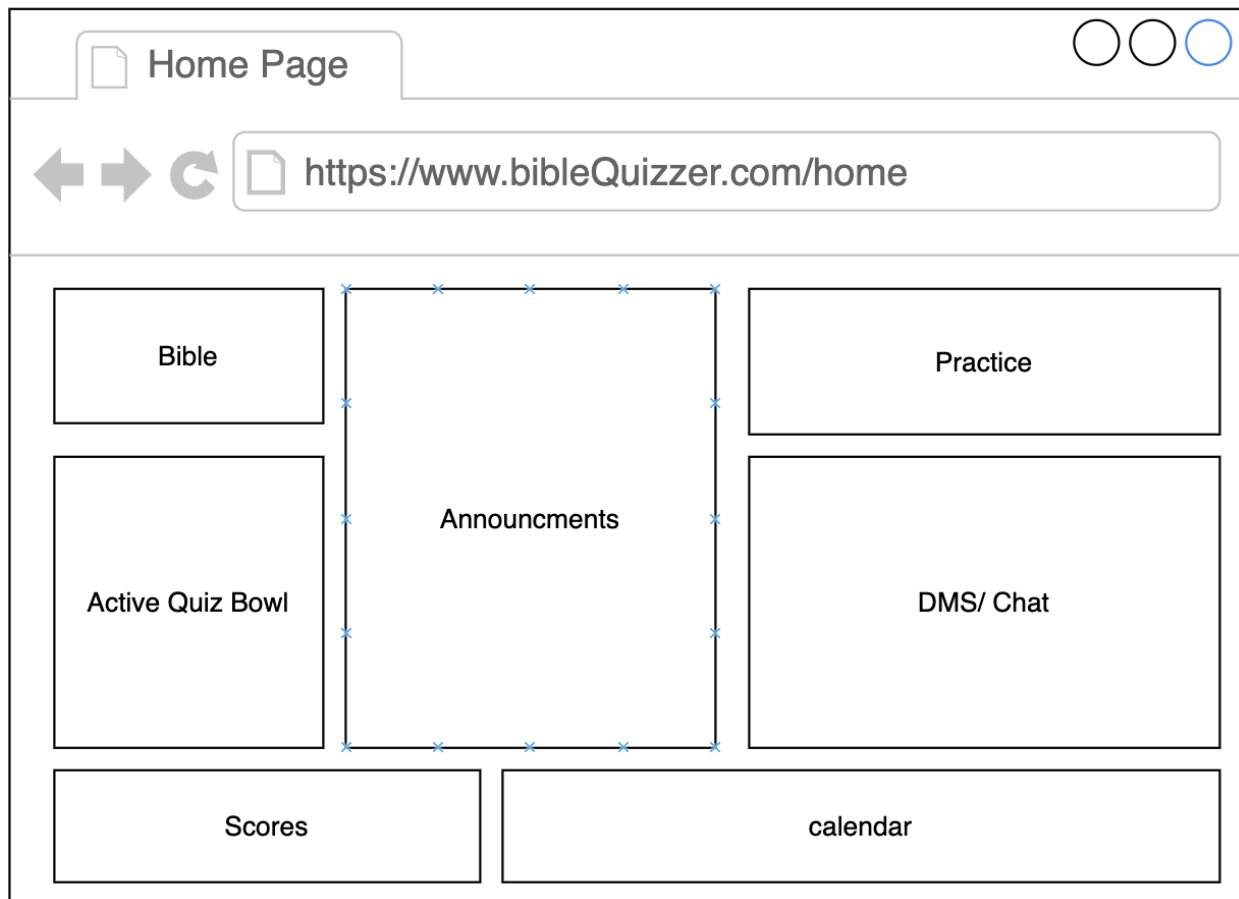 Home Page
https://www.bibleQuizzer.com/home
Bible
Announcments
Practice
Active Quiz Bowl
DMS/ Chat
Scores
calendar